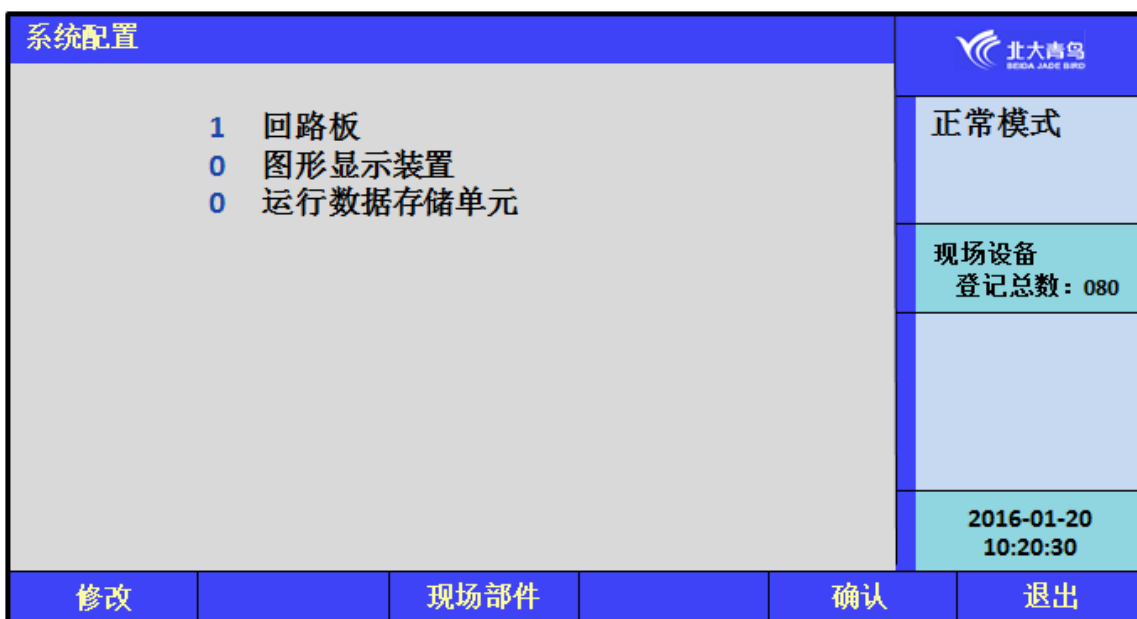 系统配置
北大青鸟
BEIDA JADE BIRD
1 回路板
0 图形显示装置
0 运行数据存储单元
正常模式
现场设备
登记总数：080
2016-01-20
10:20:30
修改 现场部件 确认 退出